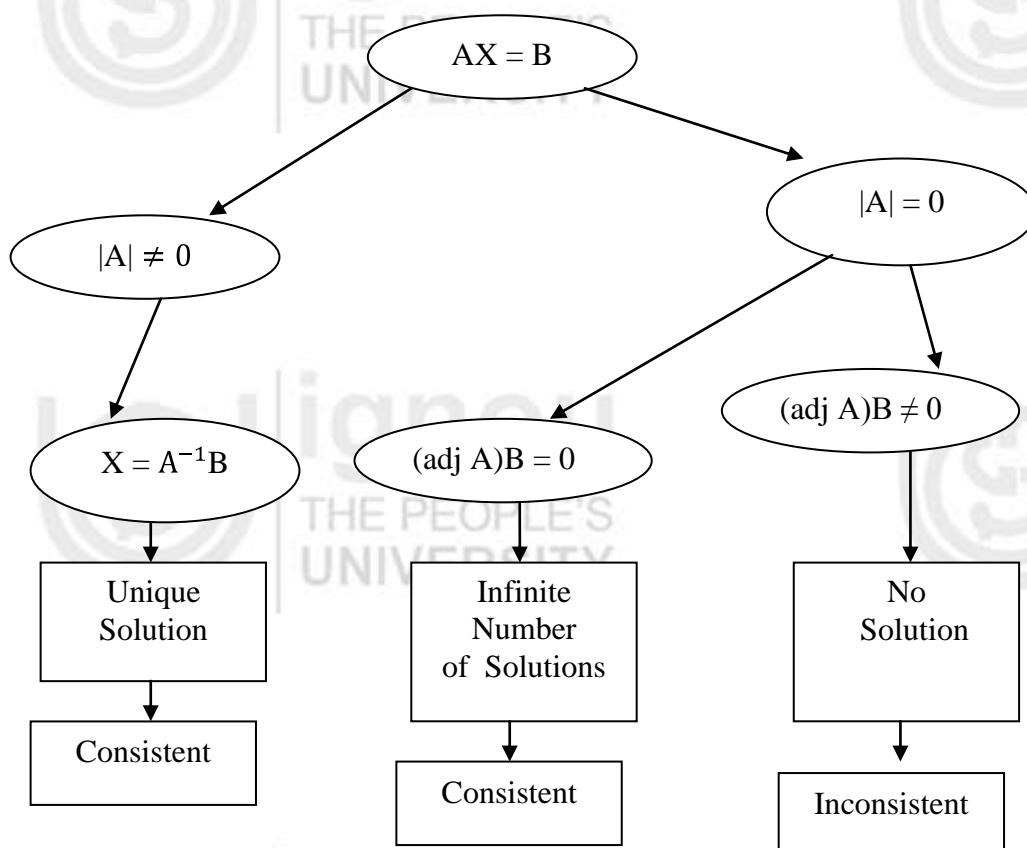 THE PEOPLE'S
UNIVERSITY
AX = B
|A| ≠ 0
|A| = 0
ignou
THE PEOPLE'S
UNIVERSITY
X = A⁻¹B
(adj A)B = 0
(adj A)B ≠ 0
Unique
Solution
Infinite
Number
of Solutions
No
Solution
Consistent
Consistent
Inconsistent